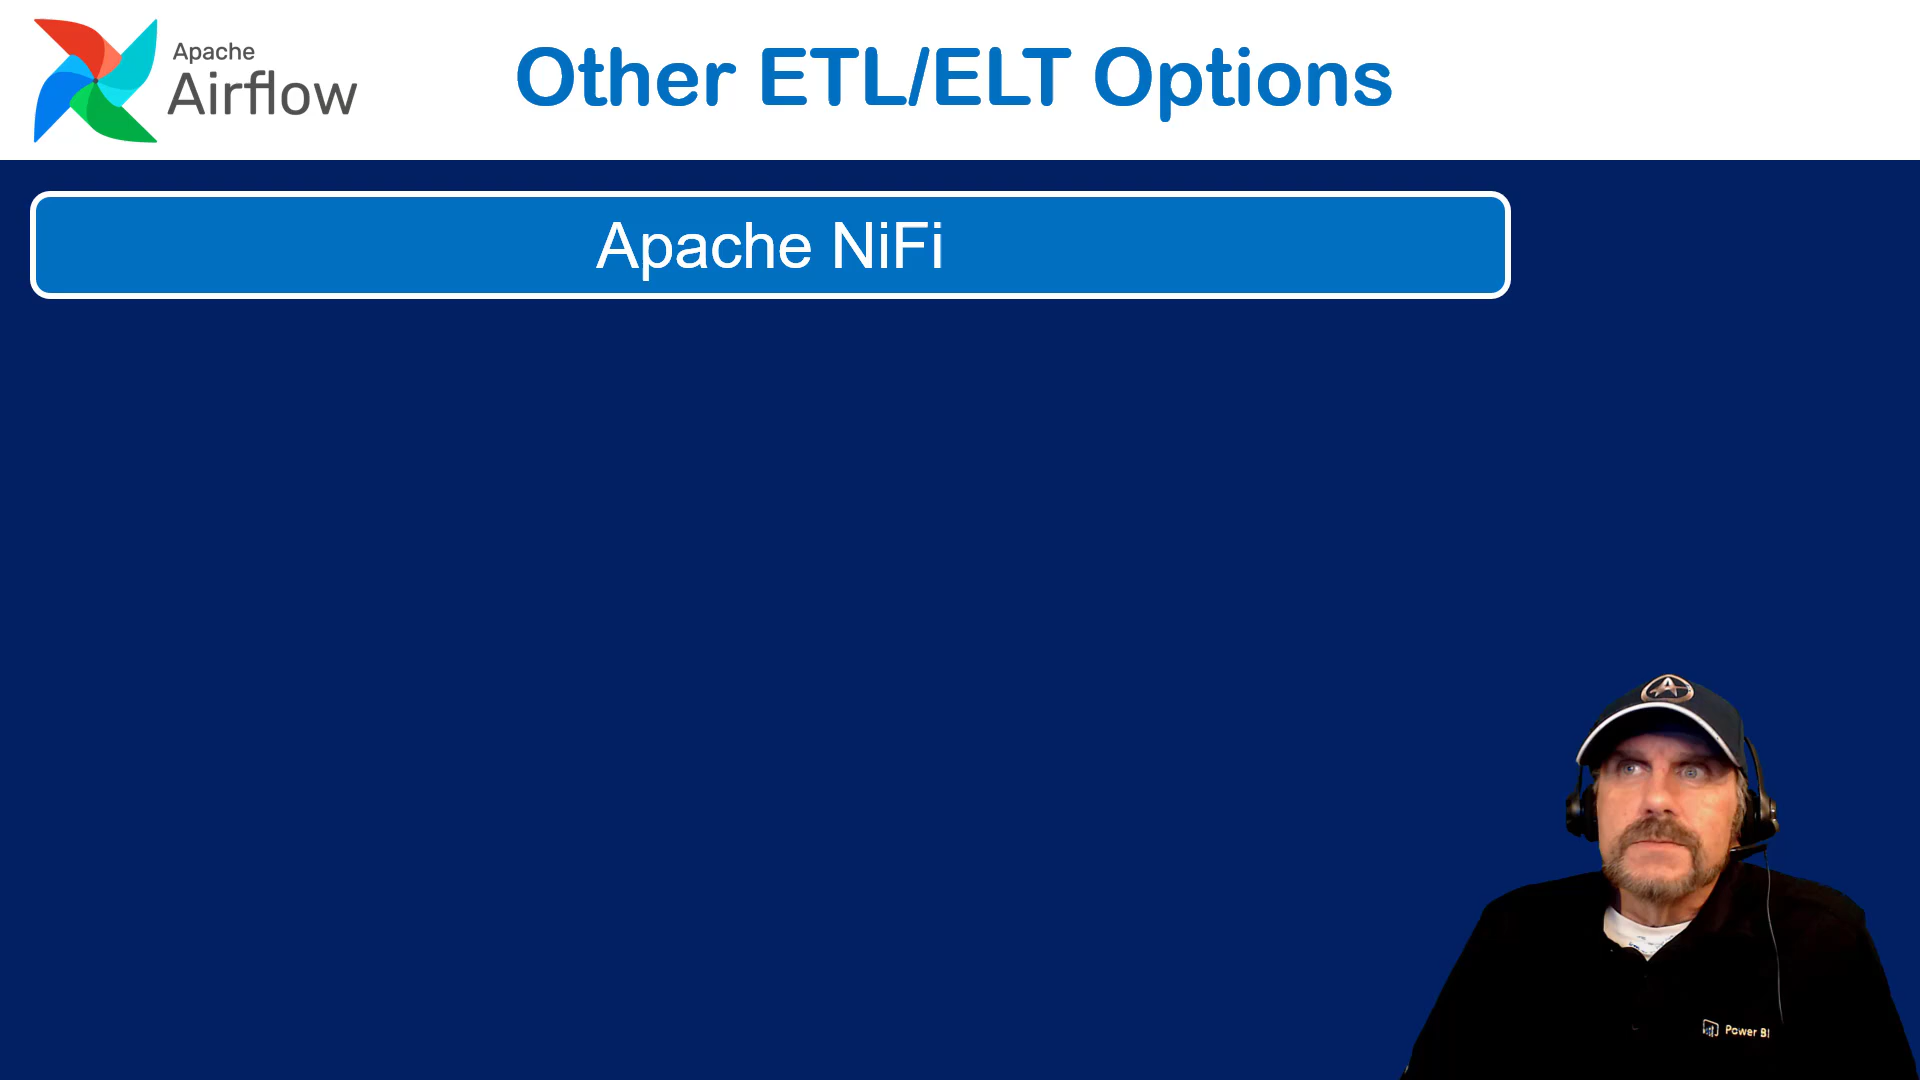 Apache
Airflow
Other ETL/ELT Options
Apache NiFi
A
Power BI